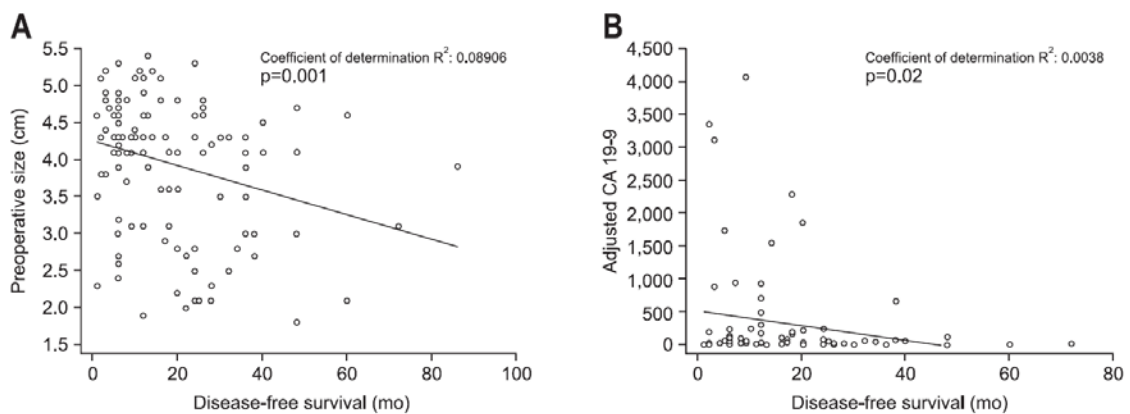 A
Coefficient of determination R²: 0.08906
p=0.001
Preoperative size (cm)
5.5
5.0
4.5
4.0
3.5
3.0
2.5
2.0
1.5
0 20 40 60 80 100
Disease-free survival (mo)
B
Coefficient of determination R²: 0.0038
p=0.02
Adjusted CA 19-9
4,500
4,000
3,500
3,000
2,500
2,000
1,500
1,000
500
0
0 20 40 60 80
Disease-free survival (mo)